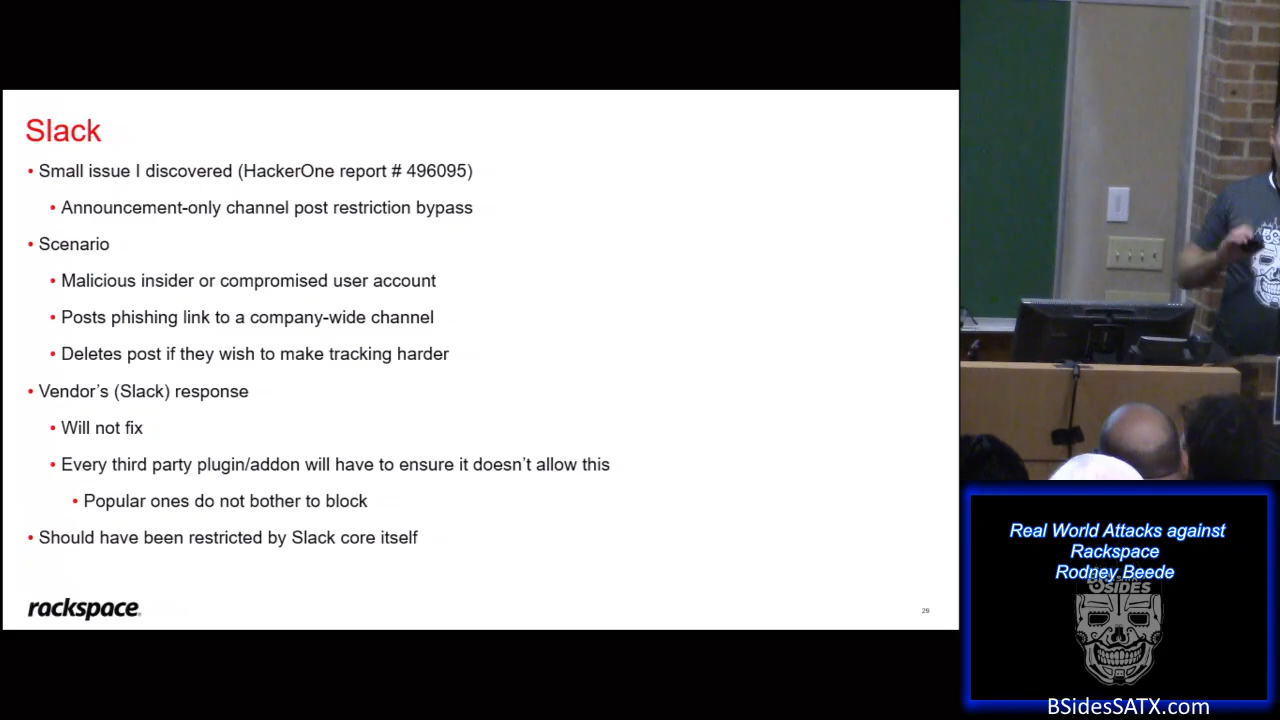 Slack
• Small issue I discovered (HackerOne report # 496095)
• Announcement-only channel post restriction bypass
• Scenario
• Malicious insider or compromised user account
• Posts phishing link to a company-wide channel
• Deletes post if they wish to make tracking harder
• Vendor’s (Slack) response
• Will not fix
• Every third party plugin/addon will have to ensure it doesn’t allow this
• Popular ones do not bother to block
• Should have been restricted by Slack core itself
rackspace
29
Real World Attacks against
Rackspace
Rodney Beede
BSIDES
BSidesSATX.com